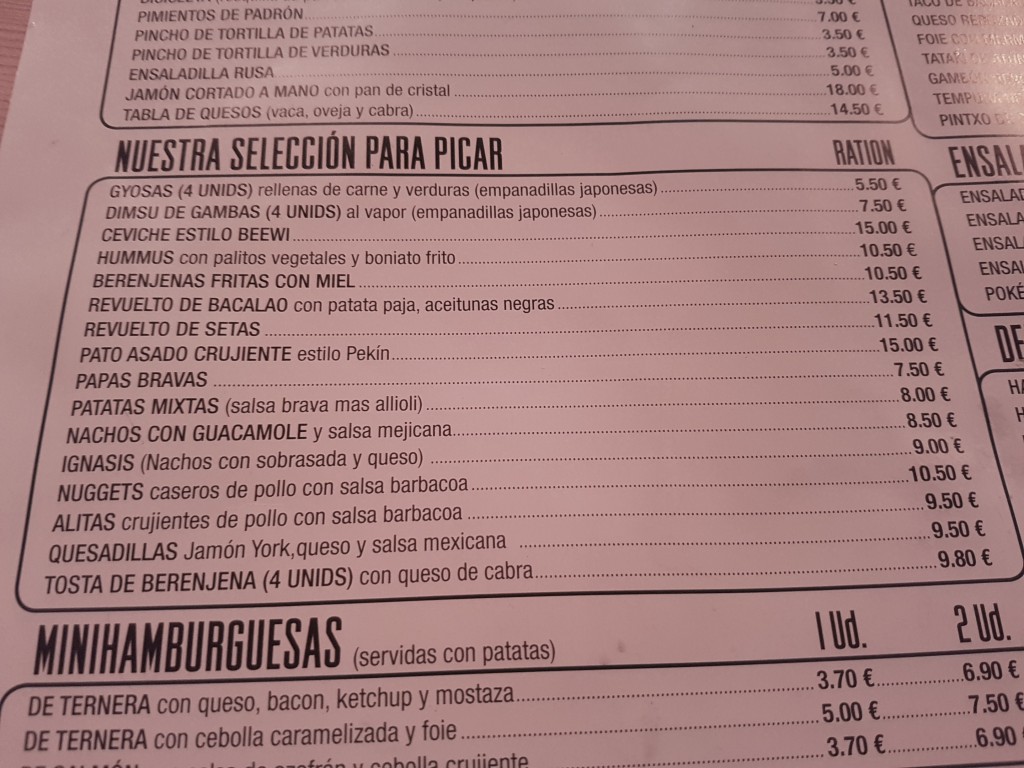 PIMIENTOS DE PADRÓN 7.00 €
PINCHO DE TORTILLA DE PATATAS 3.50 €
PINCHO DE TORTILLA DE VERDURAS 3.50 €
ENSALADILLA RUSA 5.00 €
JAMÓN CORTADO A MANO con pan de cristal 18.00 €
TABLA DE QUESOS (vaca, oveja y cabra) 14.50 €
QUESO
FOIE
PINTXO
NUESTRA SELECCIÓN PARA PICAR RATION
GYOSAS (4 UNIDS) rellenas de carne y verduras (empanadillas japonesas) 5.50 €
DIMSU DE GAMBAS (4 UNIDS) al vapor (empanadillas japonesas) 7.50 €
CEVICHE ESTILO BEEWI 15.00 €
HUMMUS con palitos vegetales y boniato frito 10.50 €
BERENJENAS FRITAS CON MIEL 10.50 €
REVUELTO DE BACALAO con patata paja, aceitunas negras 13.50 €
REVUELTO DE SETAS 11.50 €
PATO ASADO CRUJIENTE estilo Pekín 15.00 €
PAPAS BRAVAS 7.50 €
PATATAS MIXTAS (salsa brava mas allioli) 8.00 €
NACHOS CON GUACAMOLE y salsa mejicana 8.50 €
IGNASIS (Nachos con sobrasada y queso) 9.00 €
NUGGETS caseros de pollo con salsa barbacoa 10.50 €
ALITAS crujientes de pollo con salsa barbacoa 9.50 €
QUESADILLAS Jamón York,queso y salsa mexicana 9.50 €
TOSTA DE BERENJENA (4 UNIDS) con queso de cabra 9.80 €
ENSAL
ENSALAD
ENSALA
ENSAL
ENSAL
POKÉ
DE
MINIHAMBURGUESAS (servidas con patatas) 1 Ud. 2 Ud.
DE TERNERA con queso, bacon, ketchup y mostaza 3.70 € 6.90 €
DE TERNERA con cebolla caramelizada y foie 5.00 € 7.50 €
cebolla crujiente 3.70 € 6.90